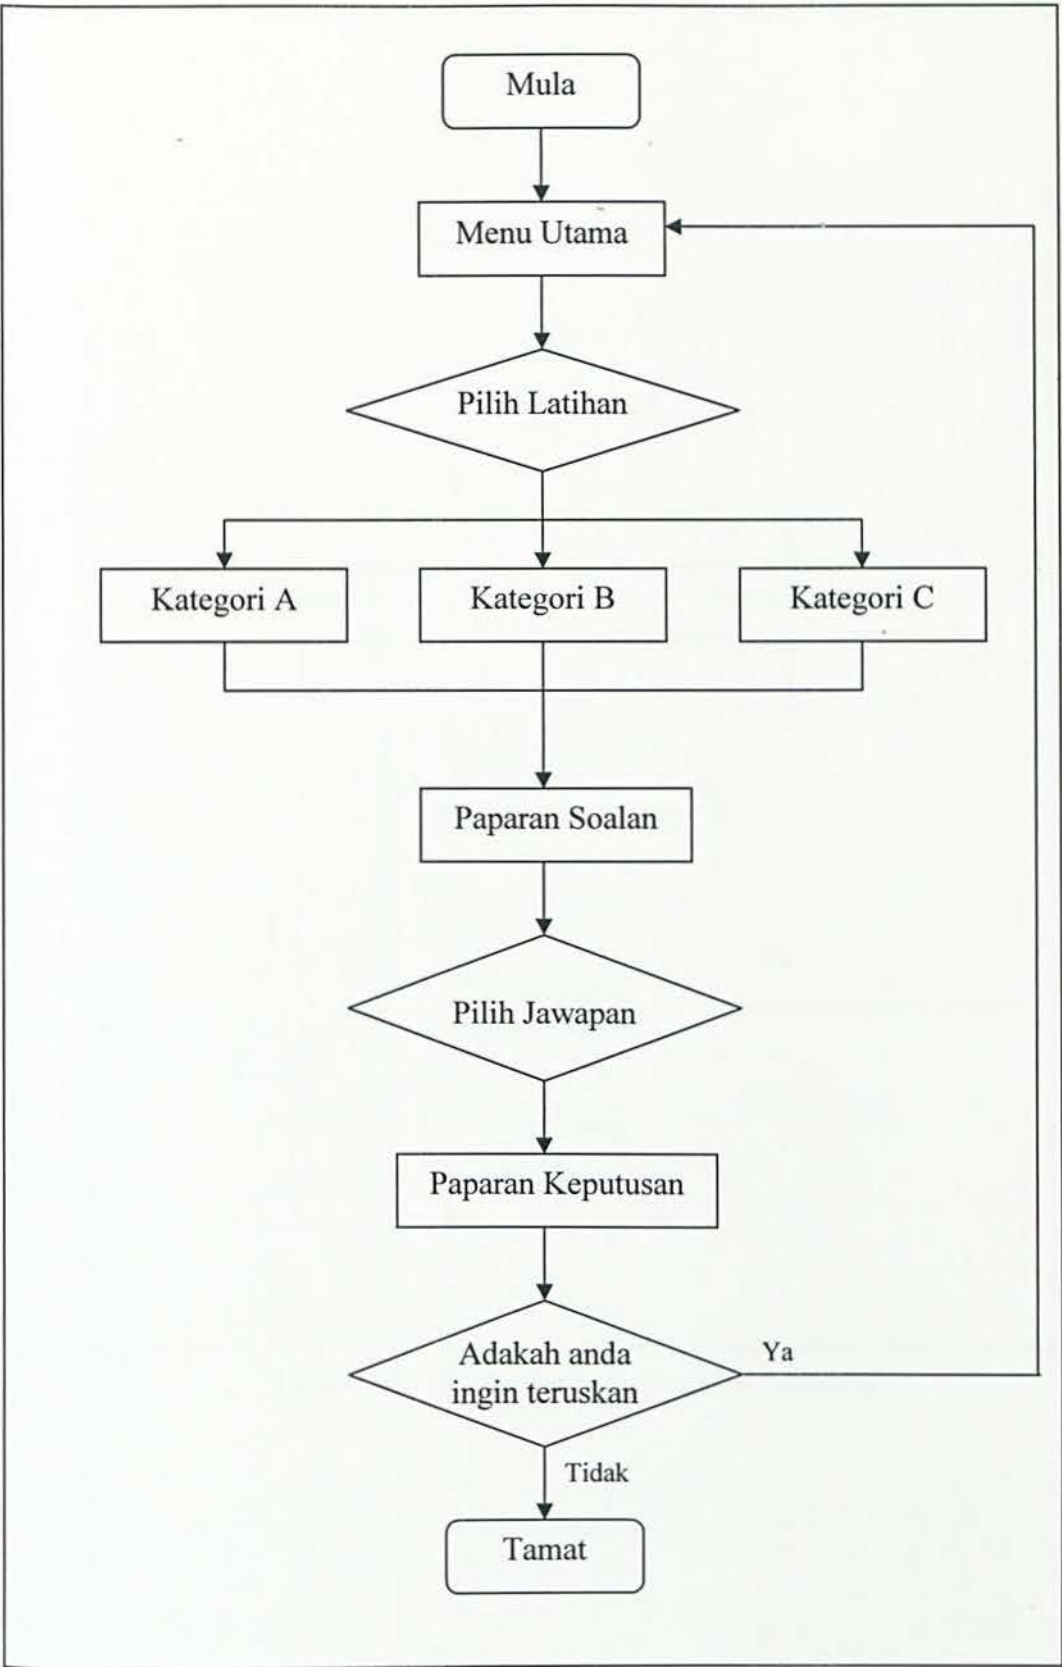 Mula
Menu Utama
Pilih Latihan
Kategori A
Kategori B
Kategori C
Paparan Soalan
Pilih Jawapan
Paparan Keputusan
Adakah anda
ingin teruskan
Ya
Tidak
Tamat